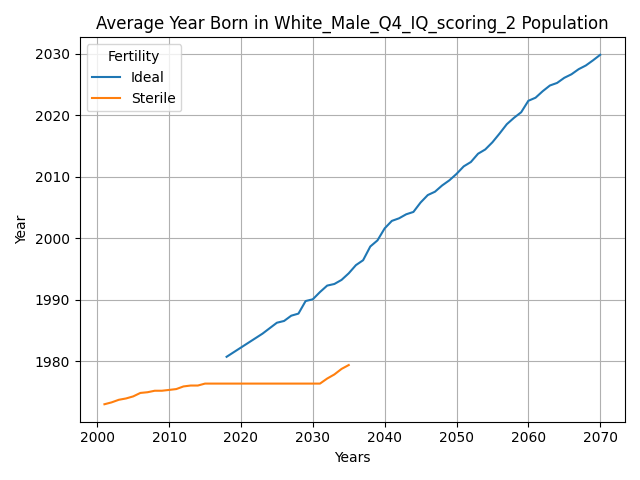 Average Year Born in White_Male_Q4_IQ_scoring_2 Population
Fertility
Ideal
Sterile
Year
2030
2020
2010
2000
1990
1980
2000 2010 2020 2030 2040 2050 2060 2070
Years